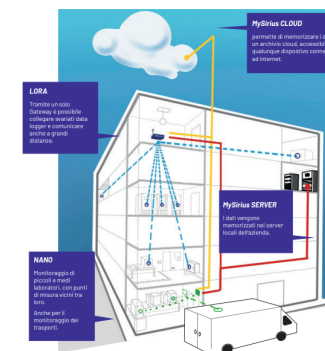 MySirius CLOUD
permette di memorizzare i d
un archivio cloud, accessibi
qualunque dispostivo conne
ad internet.
LORA
Tramite un solo
Gateway è possibile
collegare svariati data
logger e comunicare
anche a grandi
distanze.
MySirius SERVER
I dati vengono
memorizzati nei server
locali dell'azienda.
NANO
Monitoraggio di
piccoli e medi
laboratori, con punti
di misura vicini tra
loro.
Anche per il
monitoraggio dei
trasporti.